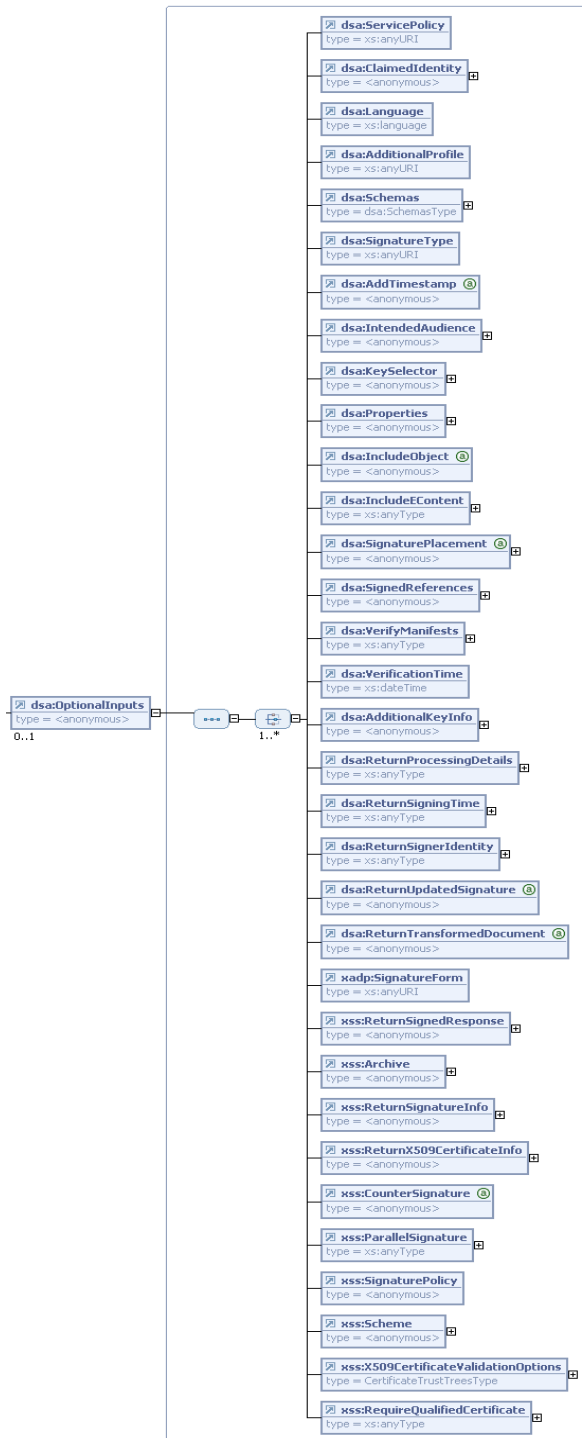 dsa:ServicePolicy
type = xs:anyURI
dsa:ClaimedIdentity
type = <anonymous>
dsa:Language
type = xs:language
dsa:AdditionalProfile
type = xs:anyURI
dsa:Schemas
type = dsa:SchemasType
dsa:SignatureType
type = xs:anyURI
dsa:AddTimestamp a
type = <anonymous>
dsa:IntendedAudience
type = <anonymous>
dsa:KeySelector
type = <anonymous>
dsa:Properties
type = <anonymous>
dsa:IncludeObject a
type = <anonymous>
dsa:IncludeEContent
type = xs:anyType
dsa:SignaturePlacement a
type = <anonymous>
dsa:SignedReferences
type = <anonymous>
dsa:VerifyManifests
type = xs:anyType
dsa:VerificationTime
type = xs:dateTime
dsa:OptionalInputs
type = <anonymous>
0..1
1..*
dsa:AdditionalKeyInfo
type = <anonymous>
dsa:ReturnProcessingDetails
type = xs:anyType
dsa:ReturnSigningTime
type = xs:anyType
dsa:ReturnSignerIdentity
type = xs:anyType
dsa:ReturnUpdatedSignature a
type = <anonymous>
dsa:ReturnTransformedDocument a
type = <anonymous>
xadp:SignatureForm
type = xs:anyURI
xss:ReturnSignedResponse
type = <anonymous>
xss:Archive
type = <anonymous>
xss:ReturnSignatureInfo
type = <anonymous>
xss:ReturnX509CertificateInfo
type = <anonymous>
xss:CounterSignature a
type = <anonymous>
xss:ParallelSignature
type = xs:anyType
xss:SignaturePolicy
type = <anonymous>
xss:Scheme
type = <anonymous>
xss:X509CertificateValidationOptions
type = CertificateTrustTreesType
xss:RequireQualifiedCertificate
type = xs:anyType